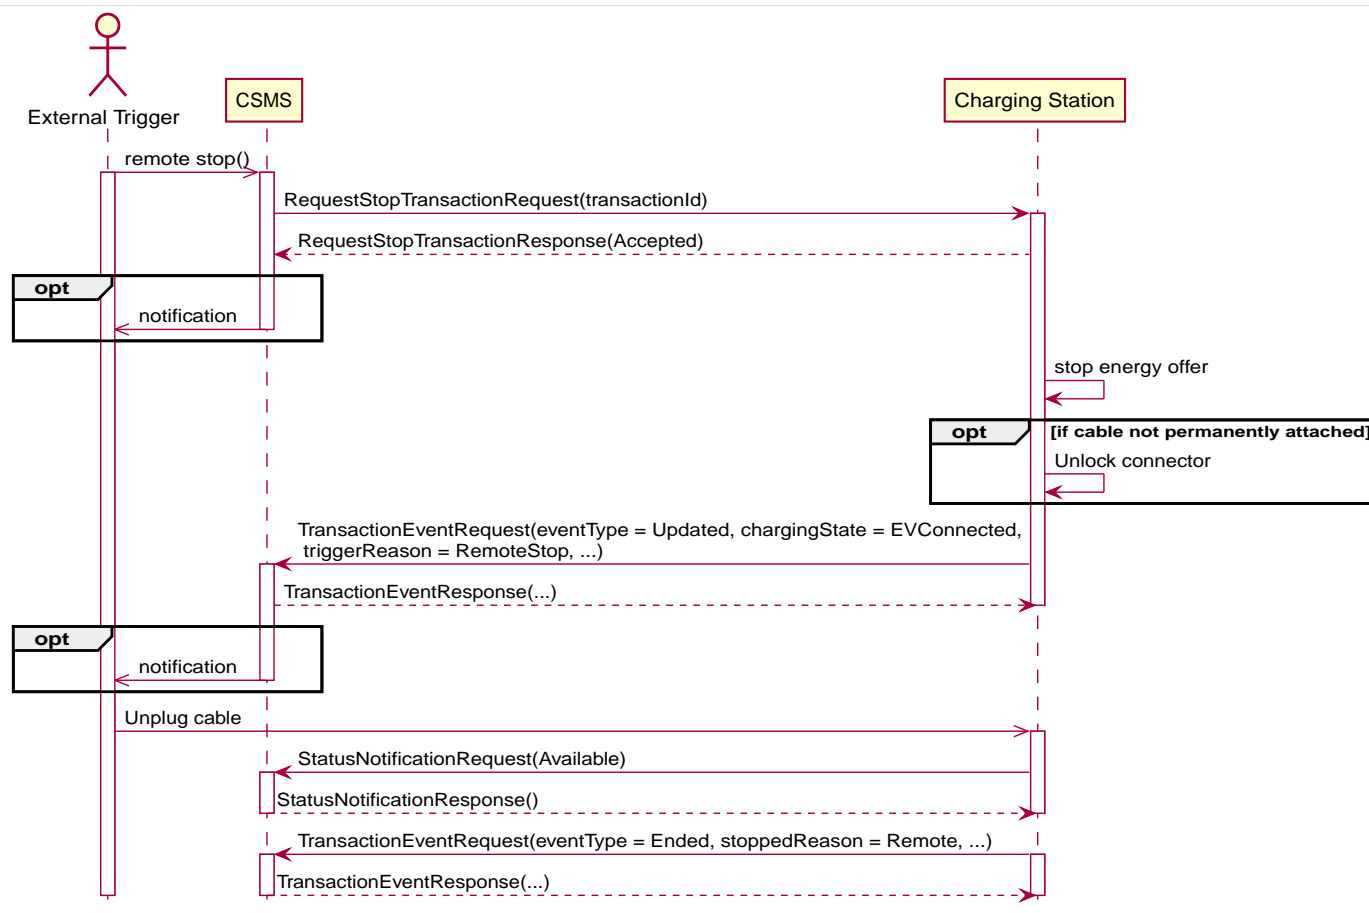 External Trigger
CSMS
Charging Station
remote stop()
RequestStopTransactionRequest(transactionId)
RequestStopTransactionResponse(Accepted)
opt
notification
stop energy offer
opt
[if cable not permanently attached]
Unlock connector
TransactionEventRequest(eventType = Updated, chargingState = EVConnected,
triggerReason = RemoteStop, ...)
TransactionEventResponse(...)
opt
notification
Unplug cable
StatusNotificationRequest(Available)
StatusNotificationResponse()
TransactionEventRequest(eventType = Ended, stoppedReason = Remote, ...)
TransactionEventResponse(...)